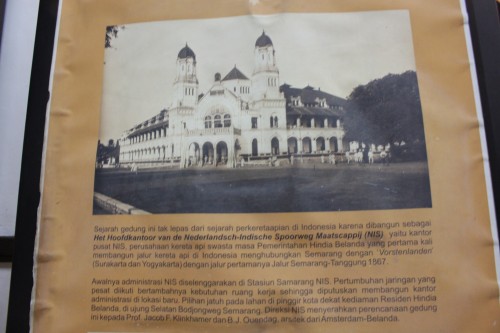 Sejarah gedung ini tak lepas dari sejarah perkeretaapian di Indonesia karena dibangun sebagai
Het Hoofdkantoor van de Nederlandsch-Indische Spoorweg Maatscappij (NIS), yaitu kantor
pusat NIS, perusahaan kereta api swasta masa Pemerintahan Hindia Belanda yang pertama kali
membangun jalur kereta api di Indonesia menghubungkan Semarang dengan 'Vorstenlanden'
(Surakarta dan Yogyakarta) dengan jalur pertamanya Jalur Semarang-Tanggung 1567.
Awalnya administrasi NIS diselenggarakan di Stasiun Samarang NIS. Pertumbuhan jaringan yang
pesat diikuti bertambahnya kebutuhan ruang kerja sehingga diputuskan membangun kantor
administrasi di lokasi baru. Pilihan jatuh pada lahan di pinggir kota dekat kediaman Residen Hindia
Belanda, di ujung Selatan Bodjongweg Semarang. Direksi NIS menyerahkan perencanaan gedung
ini kepada Prof. Jacob F. Klinkhamer dan B.J. Ouendag, arsitek dari Amsterdam-Belanda.